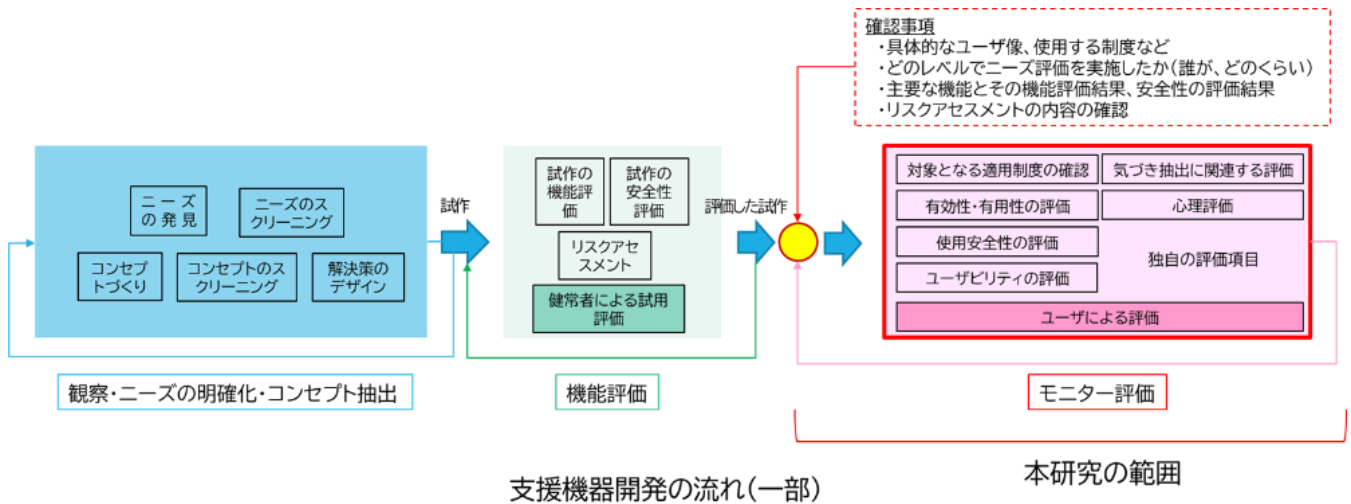 確認事項
・具体的なユーザ像、使用する制度など
・どのレベルでニーズ評価を実施したか(誰が、どのくらい)
・主要な機能とその機能評価結果、安全性の評価結果
・リスクアセスメントの内容の確認
ニーズ
の発見
ニーズのス
クリーニング
コンセプ
トづくり
コンセプトのス
クリーニング
解決策の
デザイン
試作
試作の
機能評
価
試作の
安全性
評価
リスクアセ
スメント
健常者による試用
評価
評価した試作
対象となる適用制度の確認
気づき抽出に関連する評価
有効性・有用性の評価
心理評価
使用安全性の評価
独自の評価項目
ユーザビリティの評価
ユーザによる評価
観察・ニーズの明確化・コンセプト抽出
機能評価
モニター評価
本研究の範囲
支援機器開発の流れ(一部)